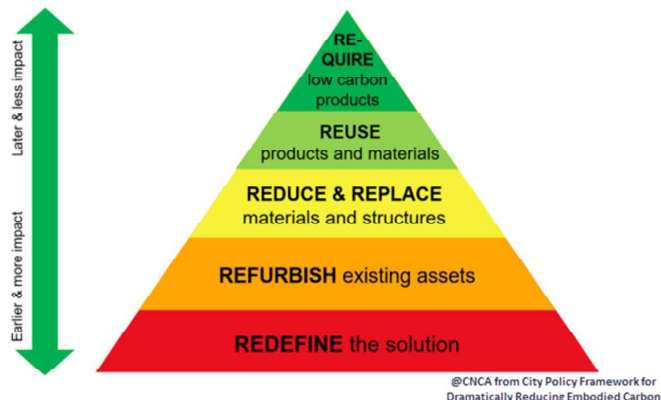 Later & less impact
Earlier & more impact
RE-
QUIRE
low carbon
products
REUSE
products and materials
REDUCE & REPLACE
materials and structures
REFURBISH existing assets
REDEFINE the solution
@CNCA from City Policy Framework for
Dramatically Reducing Embodied Carbon